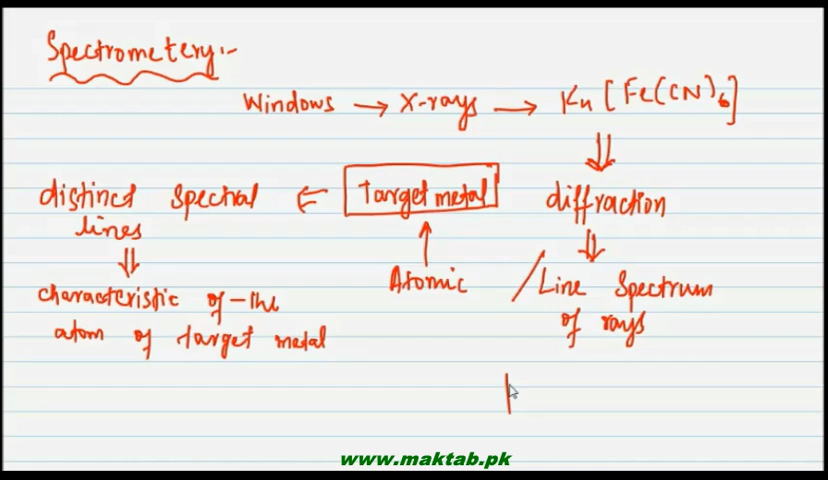 Spectrometery:-
Windows → X-rays → K4 [Fe(CN)6]
⇓
distinct spectral ⇐ Target metal diffraction
lines
⇓ ↑ ⇓
Atomic /Line Spectrum
characteristic of the of rays
atom of target metal
www.maktab.pk